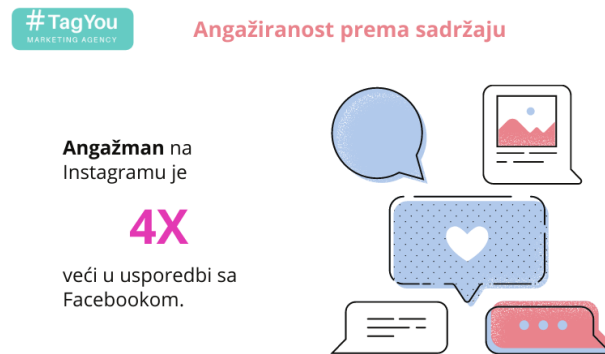 #TagYou
MARKETING AGENCY
Angažiranost prema sadržaju
Angažman na
Instagramu je
4X
veći u usporedbi sa
Facebookom.